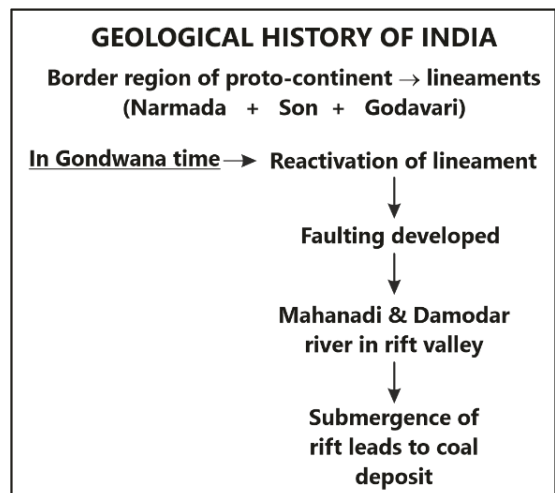 GEOLOGICAL HISTORY OF INDIA
Border region of proto-continent → lineaments
(Narmada + Son + Godavari)
In Gondwana time → Reactivation of lineament
Faulting developed
Mahanadi & Damodar
river in rift valley
Submergence of
rift leads to coal
deposit